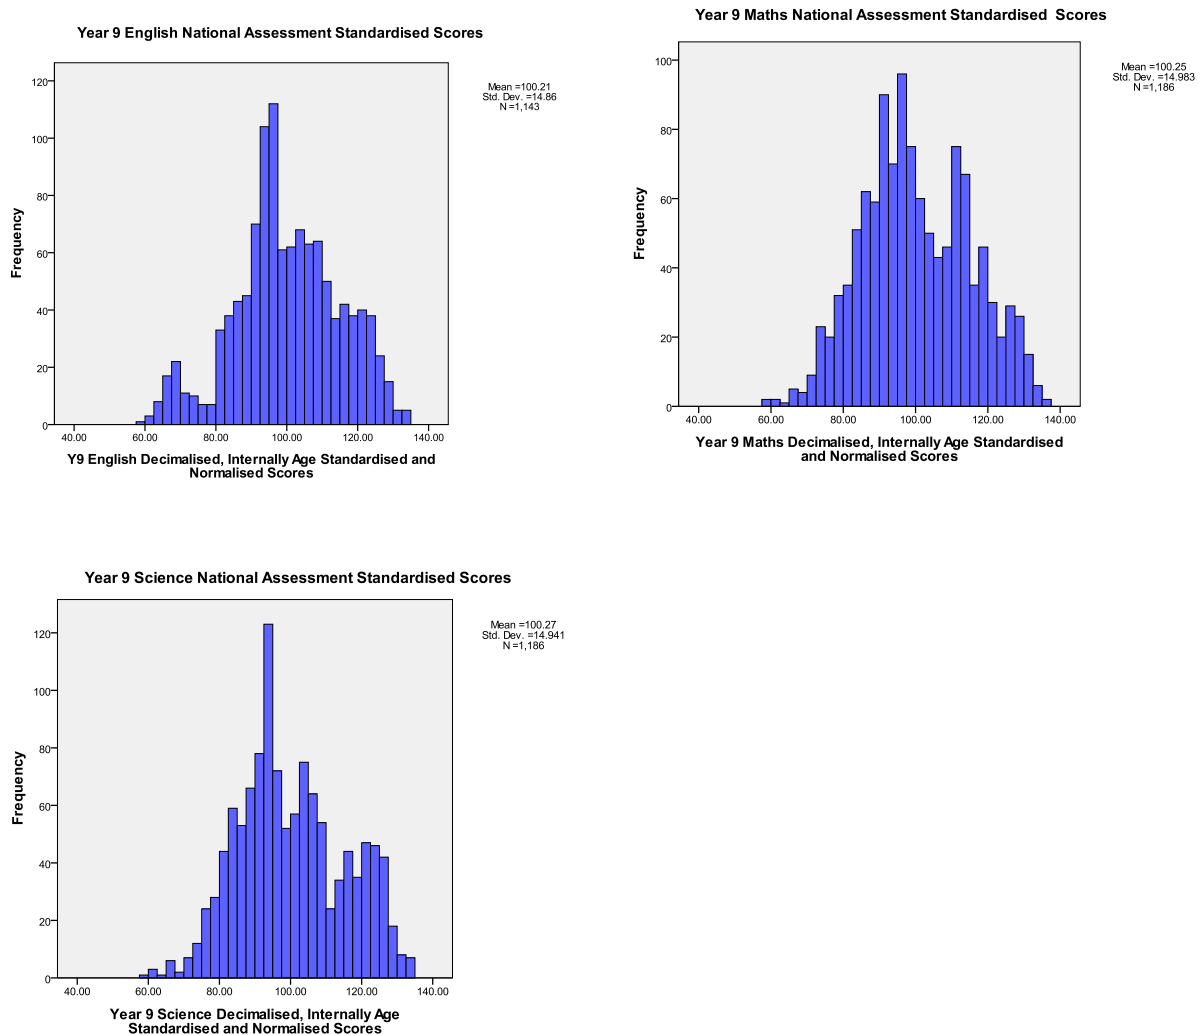 Year 9 English National Assessment Standardised Scores
Mean =100.21
Std. Dev. =14.86
N =1,143
120
100
80
60
40
20
0
Frequency
40.00 60.00 80.00 100.00 120.00 140.00
Y9 English Decimalised, Internally Age Standardised and
Normalised Scores
Year 9 Maths National Assessment Standardised Scores
Mean =100.25
Std. Dev. =14.983
N =1,186
100
80
60
40
20
0
Frequency
40.00 60.00 80.00 100.00 120.00 140.00
Year 9 Maths Decimalised, Internally Age Standardised
and Normalised Scores
Year 9 Science National Assessment Standardised Scores
Mean =100.27
Std. Dev. =14.941
N =1,186
120
100
80
60
40
20
0
Frequency
40.00 60.00 80.00 100.00 120.00 140.00
Year 9 Science Decimalised, Internally Age
Standardised and Normalised Scores